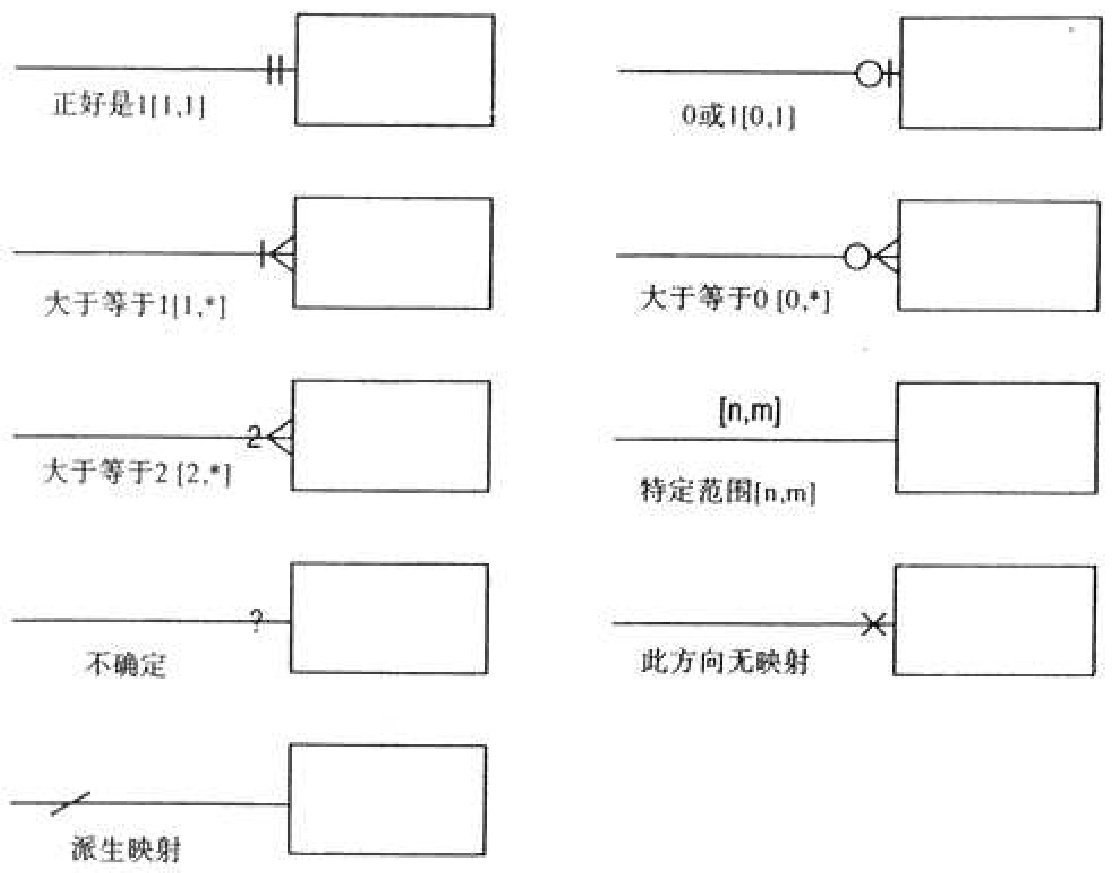 正好是1[1,1]
0或1[0,1]
大于等于1[1,*]
大于等于0 [0,*]
2
大于等于2 [2,*]
[n,m]
特定范围[n,m]
?
不确定
此方向无映射
派生映射